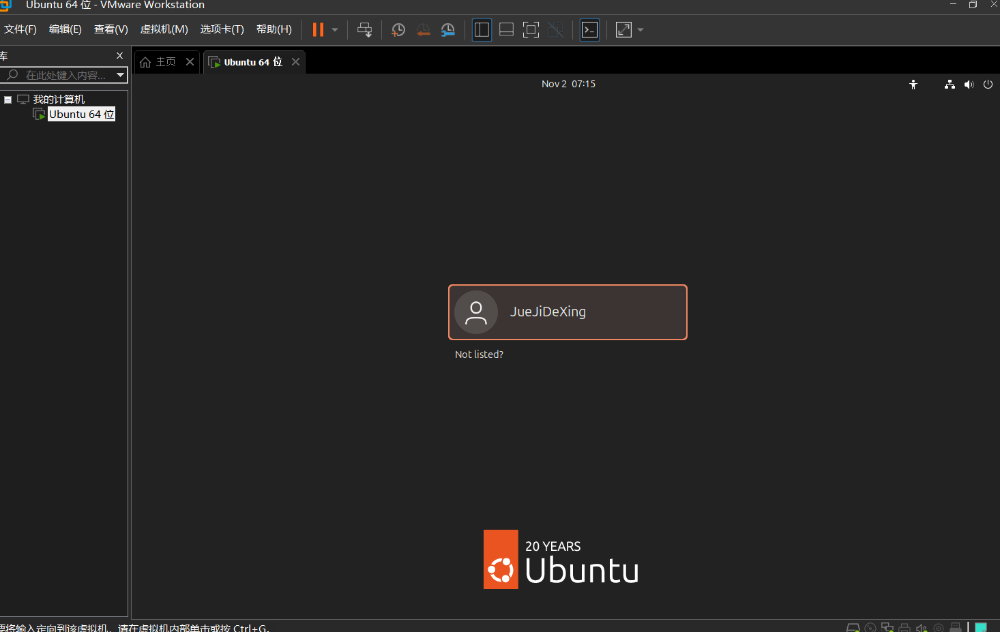 Ubuntu 64 位 - VMware Workstation
文件(F) 编辑(E) 查看(V) 虚拟机(M) 选项卡(T) 帮助(H)
库
主页
Ubuntu 64 位
在此处键入内容...
Nov 2 07:15
我的计算机
Ubuntu 64 位
JueJiDeXing
Not listed?
20 YEARS
Ubuntu
要将输入定向到该虚拟机，请在虚拟机内部单击或按 Ctrl+G。